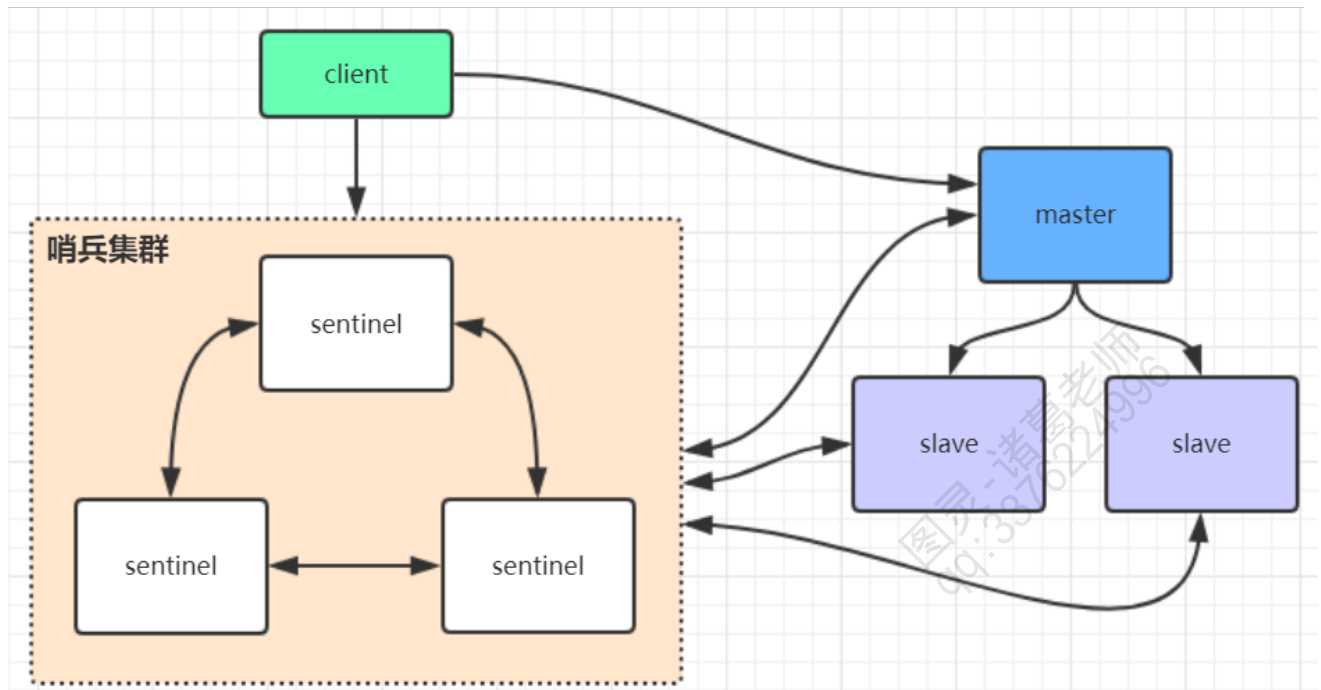 client
master
哨兵集群
sentinel
slave
slave
sentinel
sentinel
图灵-诸葛老师
qq:3376224996